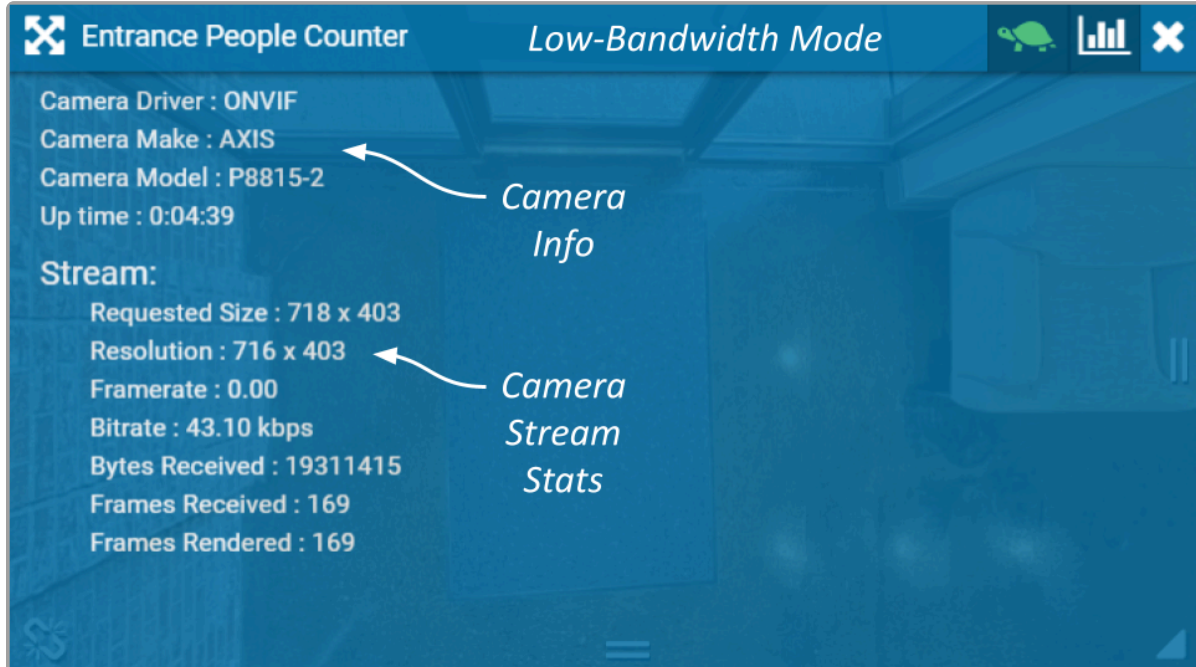 Entrance People Counter
Low-Bandwidth Mode
Camera Driver : ONVIF
Camera Make : AXIS
Camera Model : P8815-2
Up time : 0:04:39
Camera
Info
Stream:
Requested Size : 718 x 403
Resolution : 716 x 403
Framerate : 0.00
Bitrate : 43.10 kbps
Bytes Received : 19311415
Frames Received : 169
Frames Rendered : 169
Camera
Stream
Stats